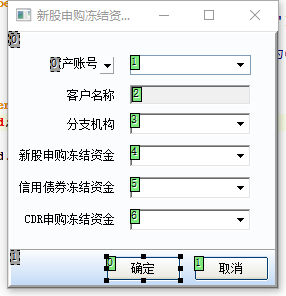 新股申购冻结资...
0
产账号 1
客户名称 2
分支机构 3
新股申购冻结资金 4
信用债券冻结资金 5
CDR申购冻结资金 6
1
0 确定 1 取消